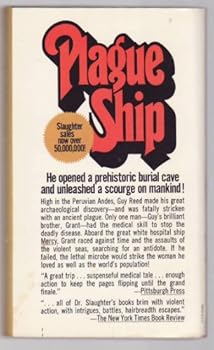 Plague
Ship
Slaughter
sales
now over
50,000,000!
He opened a prehistoric burial cave
and unleashed a scourge on mankind!
High in the Peruvian Andes, Guy Reed made his great
archaeological discovery—and was fatally stricken
with an ancient plague. Only one man—Guy's brilliant
brother, Grant—had the medical skill to stop the
deadly disease. Aboard the great white hospital ship
Mercy, Grant raced against time and the assaults of
the violent seas, searching for an antidote. If he
failed, the lethal microbe would strike the woman he
loved as well as the world's population!
"A great trip . . . suspenseful medical tale . . . enough
action to keep the pages flipping until the grand
finale."
—Pittsburgh Press
". . . all of Dr. Slaughter's books brim with violent
action, with intrigues, battles, hairbreadth escapes."
—The New York Times Book Review